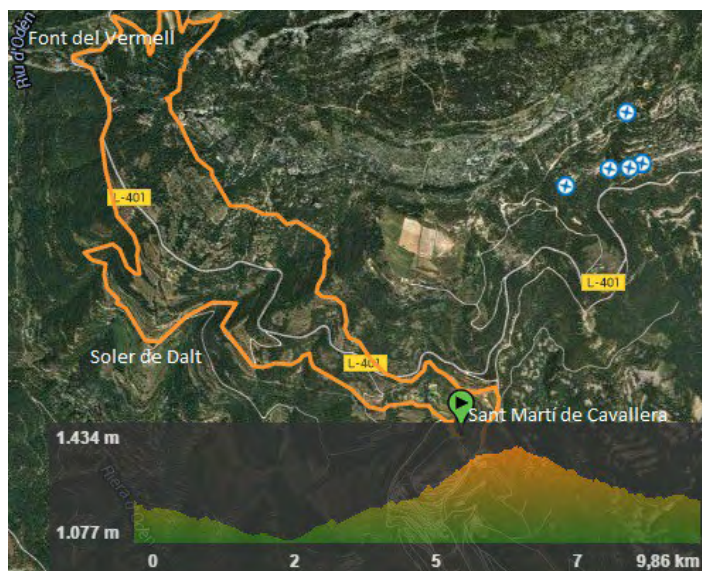 Font del Vermell
Riu d'Odèn
L-401
L-401
Soler de Dalt
L-401
Sant Martí de Cavallera
1.434 m
1.077 m
0
2
5
7
9,86 km